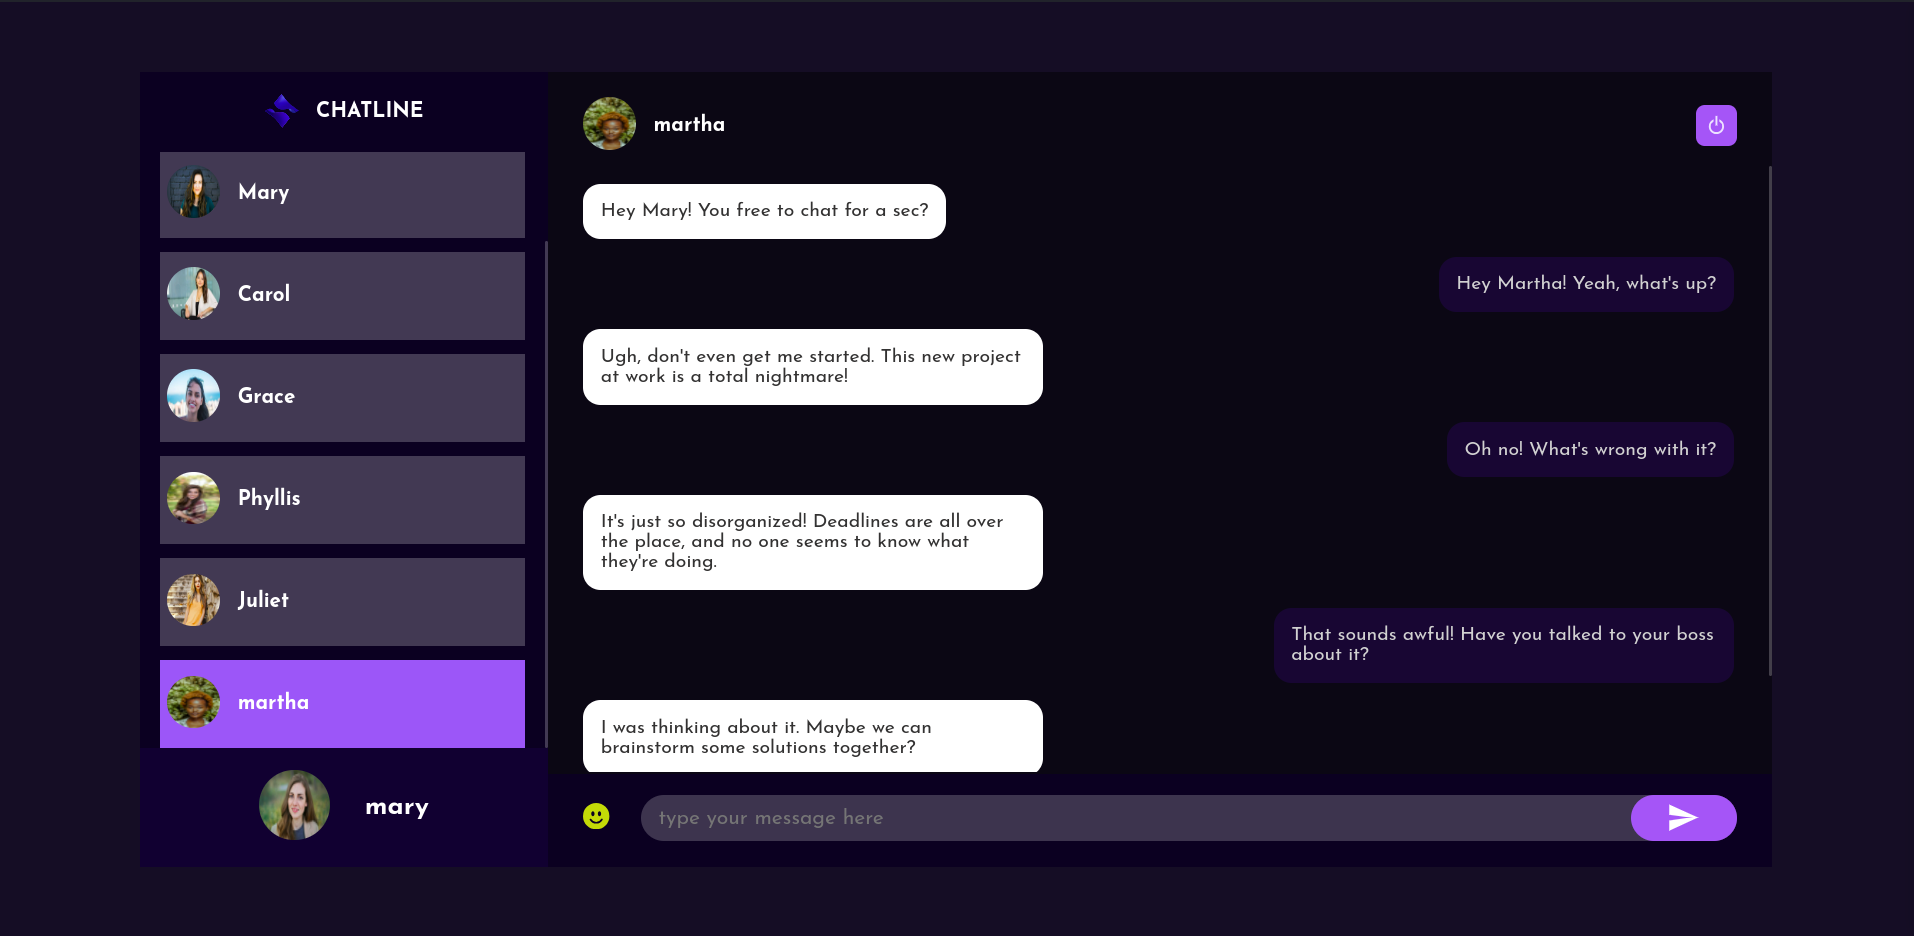 CHATLINE
Mary
Carol
Grace
Phyllis
Juliet
martha
mary
martha
Hey Mary! You free to chat for a sec?
Hey Martha! Yeah, what's up?
Ugh, don't even get me started. This new project
at work is a total nightmare!
Oh no! What's wrong with it?
It's just so disorganized! Deadlines are all over
the place, and no one seems to know what
they're doing.
That sounds awful! Have you talked to your boss
about it?
I was thinking about it. Maybe we can
brainstorm some solutions together?
type your message here